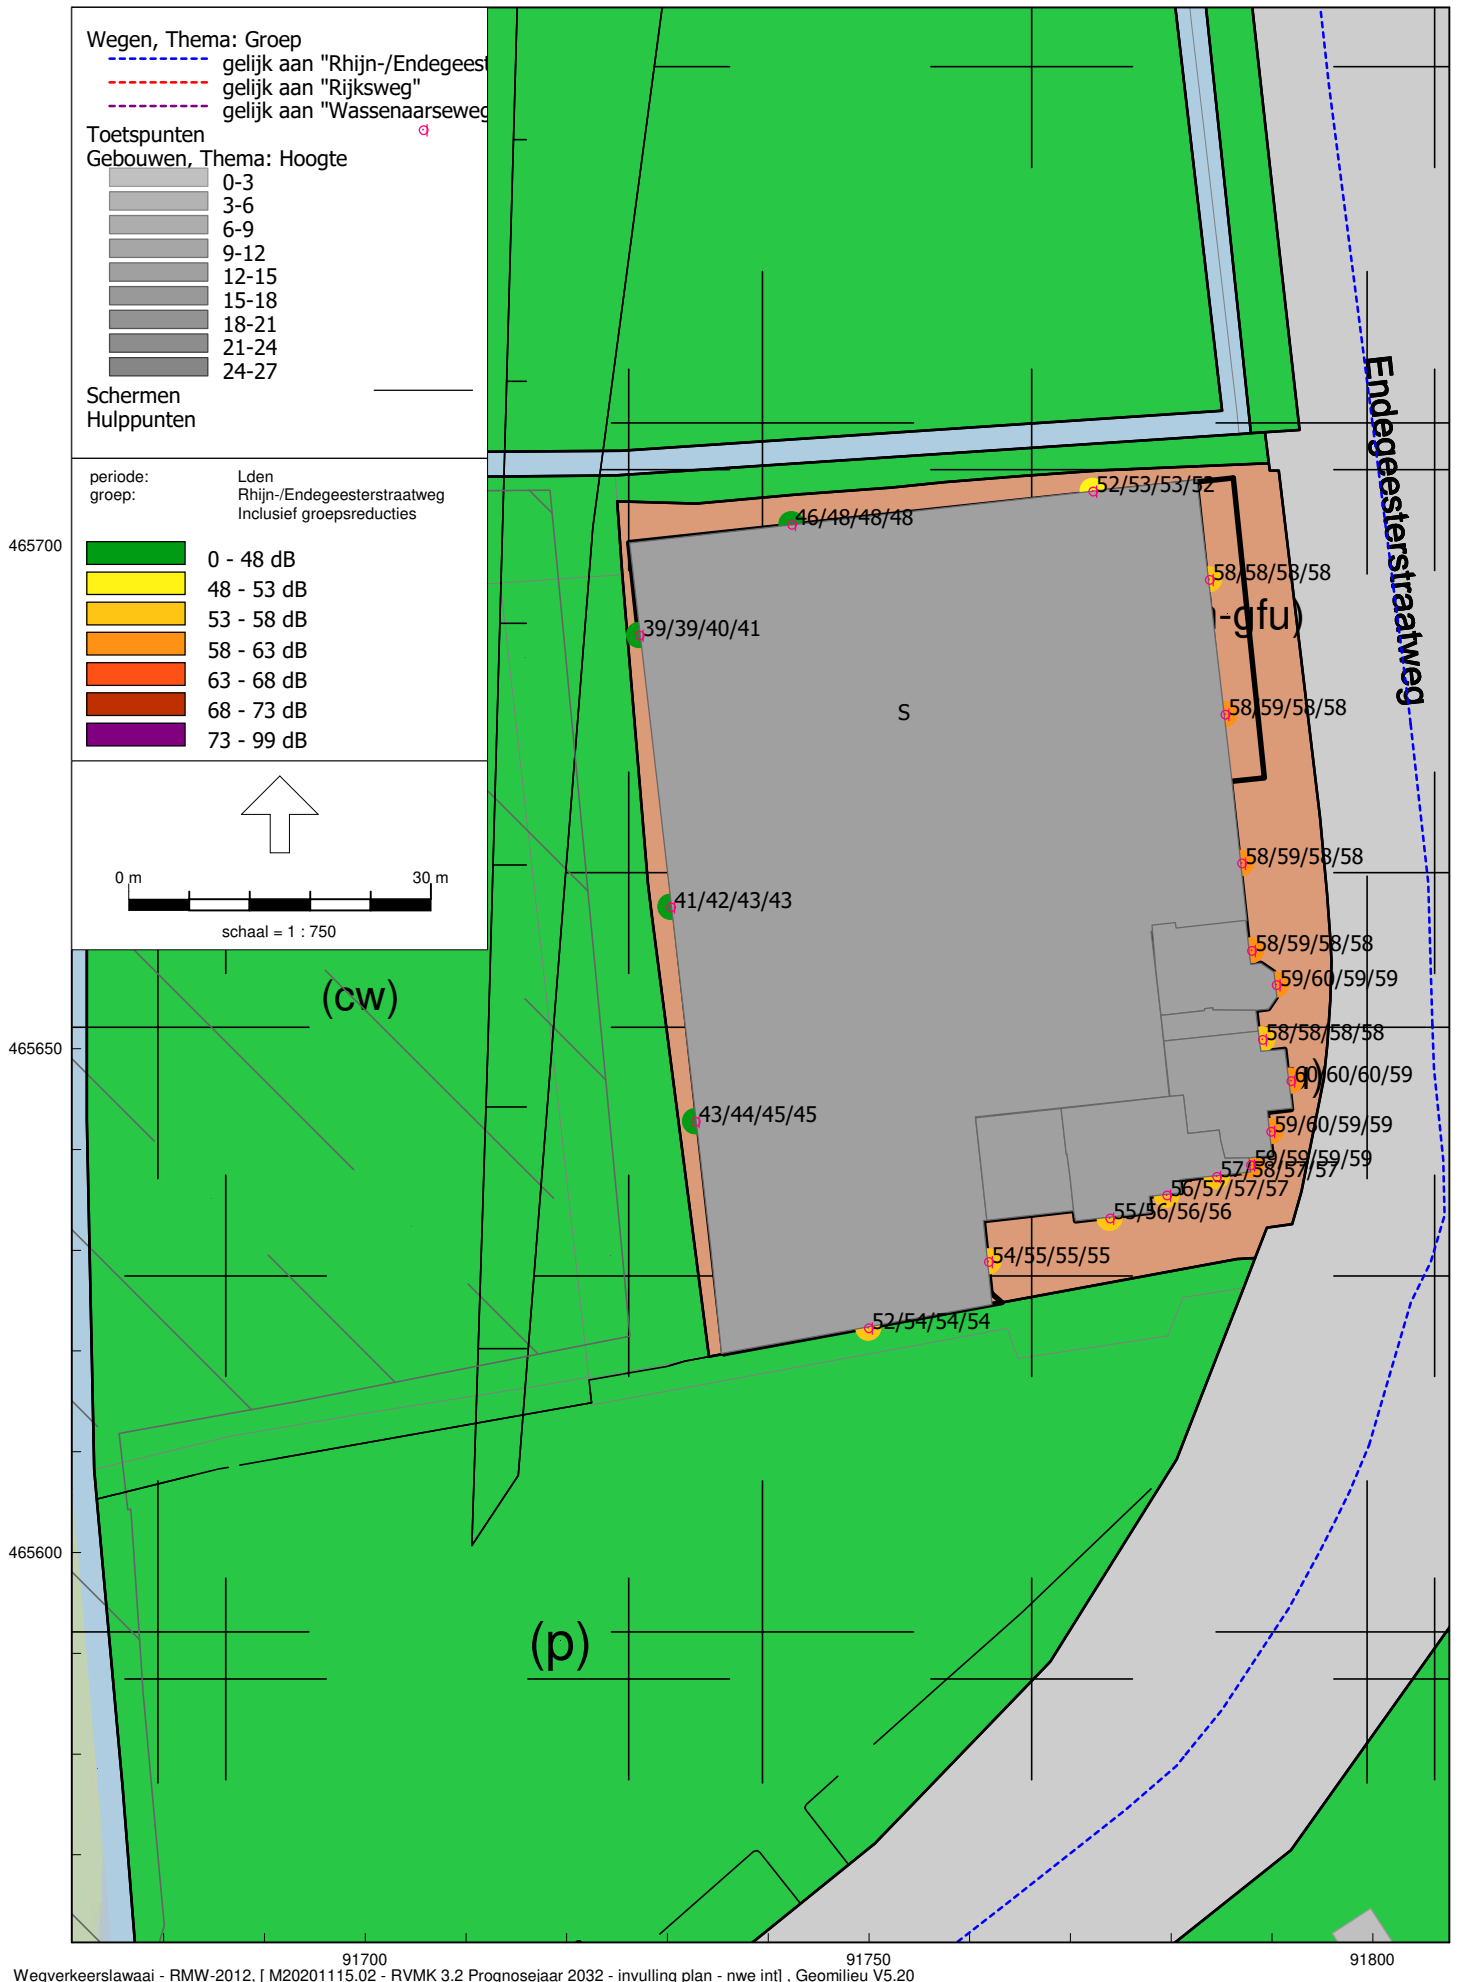 Wegen, Thema: Groep
gelijk aan "Rhijn-/Endegeest
gelijk aan "Rijksweg"
gelijk aan "Wassenaarseweg
Toetspunten
Gebouwen, Thema: Hoogte
0-3
3-6
6-9
9-12
12-15
15-18
18-21
21-24
24-27
Schermen
Hulppunten
periode: Lden
groep: Rhijn-/Endegeesterstraatweg
Inclusief groepsreducties
0 - 48 dB
48 - 53 dB
53 - 58 dB
58 - 63 dB
63 - 68 dB
68 - 73 dB
73 - 99 dB
0 m 30 m
schaal = 1 : 750
Endegeesterstraatweg
52/53/53/52
46/48/48/48
465700
58/58/58/58
-gfu)
39/39/40/41
S
58/59/58/58
58/59/58/58
41/42/43/43
58/59/58/58
59/60/59/59
(cw)
58/58/58/58
465650
60/60/60/59
43/44/45/45
59/60/59/59
59/59/59/59
57/58/57/57
56/57/57/57
55/56/56/56
54/55/55/55
52/54/54/54
465600
(p)
91700 91750 91800
Wegverkeerslawaai - RMW-2012, [ M20201115.02 - RVMK 3.2 Prognosejaar 2032 - invulling plan - nwe int] , Geomilieu V5.20